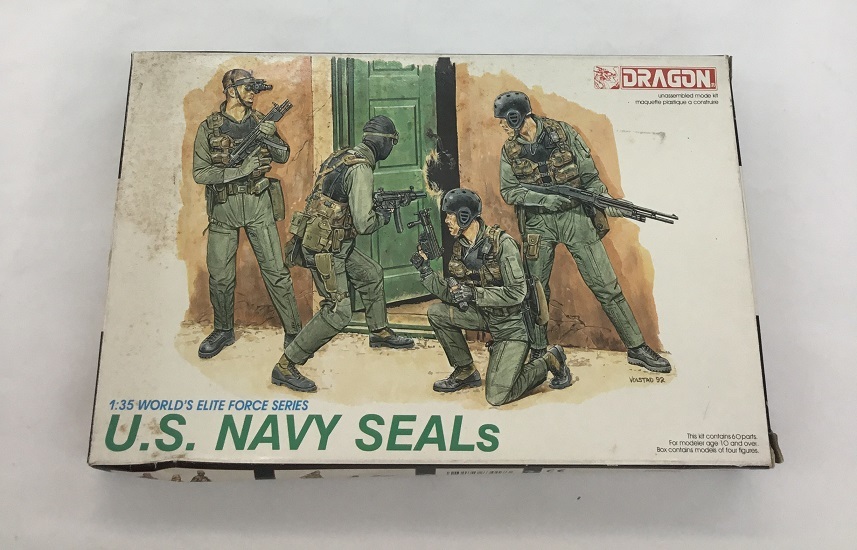 DRAGON
unassembled model kit
maquette plastique a construire
VOLSTAD 92
1:35 WORLD'S ELITE FORCE SERIES
U.S. NAVY SEALs
This kit contains 60 parts.
For modeler age 10 and over.
Box contains models of four figures.